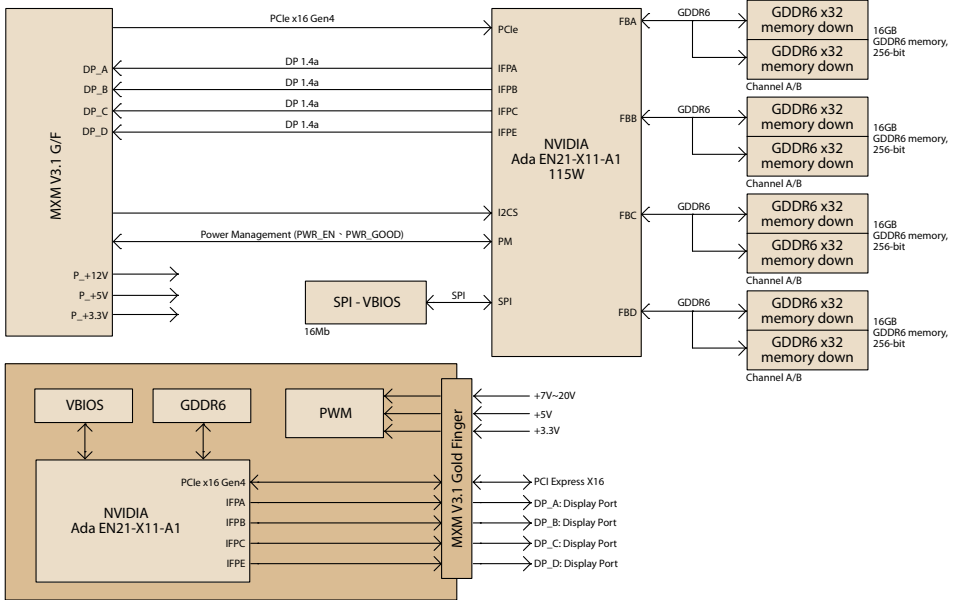 PCIe x16 Gen4
DP 1.4a
DP 1.4a
DP 1.4a
DP 1.4a
DP_A
DP_B
DP_C
DP_D
MXM V3.1 G/F
Power Management (PWR_EN、PWR_GOOD)
P_+12V
P_+5V
P_+3.3V
SPI - VBIOS
16Mb
SPI
PCIe
IFPA
IFPB
IFPC
IFPE
NVIDIA
Ada EN21-X11-A1
115W
I2CS
PM
SPI
FBA
FBB
FBC
FBD
GDDR6
GDDR6 x32
memory down
GDDR6 x32
memory down
Channel A/B
16GB
GDDR6 memory,
256-bit
GDDR6
GDDR6 x32
memory down
GDDR6 x32
memory down
Channel A/B
16GB
GDDR6 memory,
256-bit
GDDR6
GDDR6 x32
memory down
GDDR6 x32
memory down
Channel A/B
16GB
GDDR6 memory,
256-bit
GDDR6
GDDR6 x32
memory down
GDDR6 x32
memory down
Channel A/B
16GB
GDDR6 memory,
256-bit
VBIOS
GDDR6
PWM
NVIDIA
Ada EN21-X11-A1
PCIe x16 Gen4
IFPA
IFPB
IFPC
IFPE
MXM V3.1 Gold Finger
+7V~20V
+5V
+3.3V
PCI Express X16
DP_A: Display Port
DP_B: Display Port
DP_C: Display Port
DP_D: Display Port